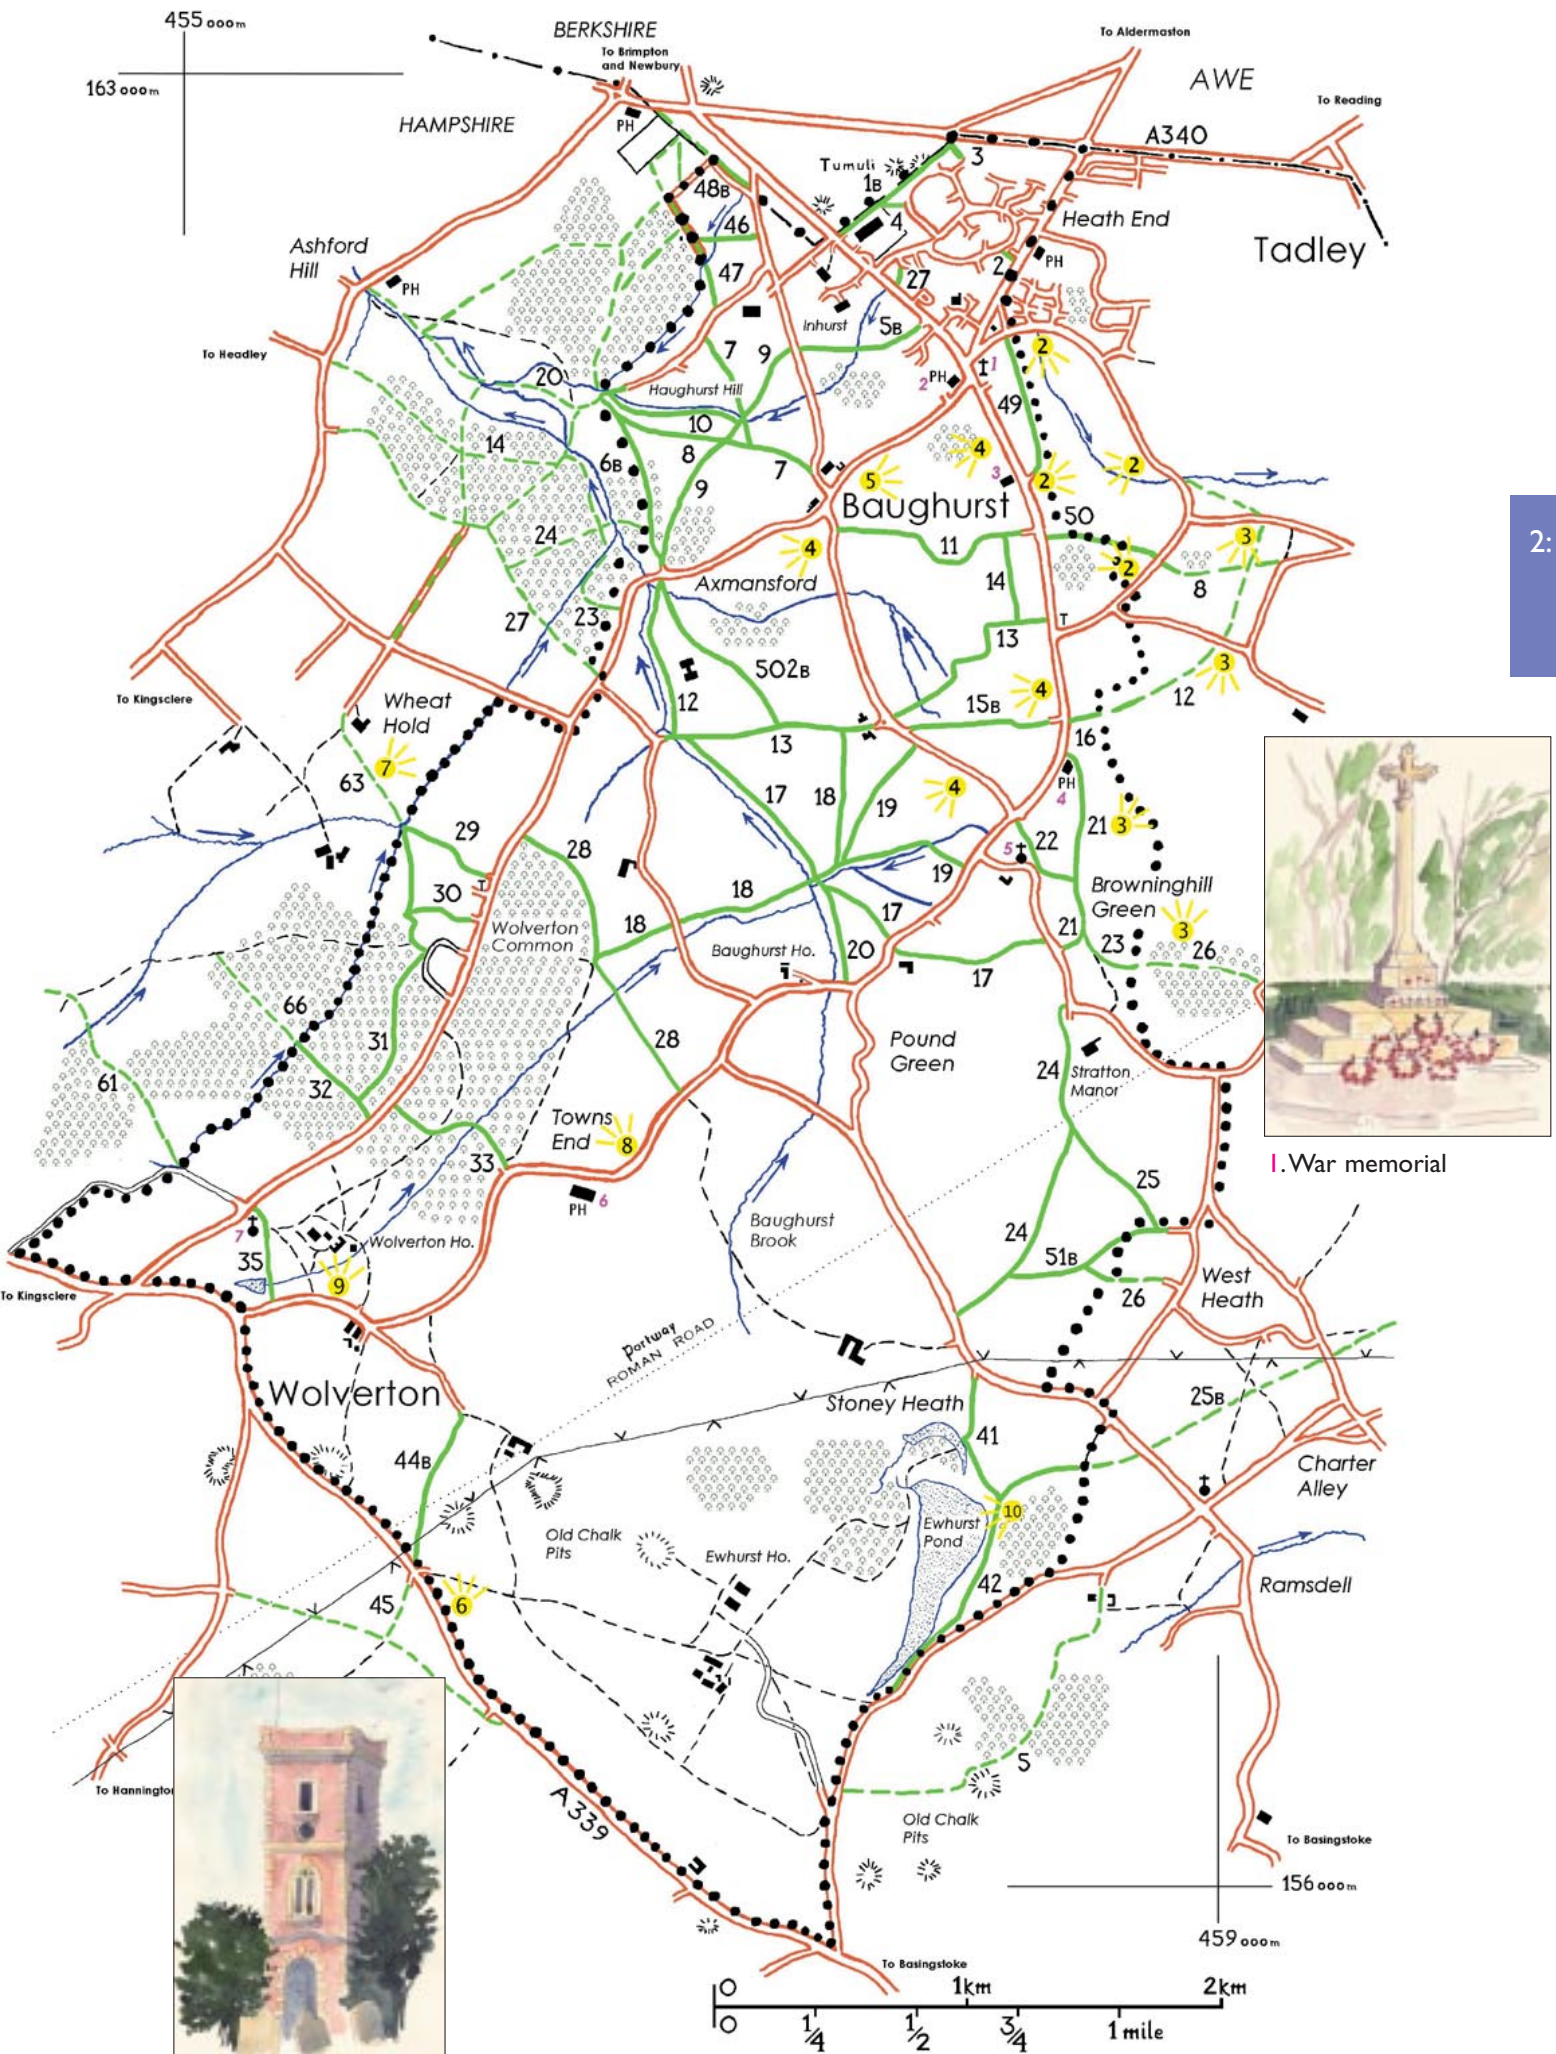 455 000m
BERKSHIRE
To Brimpton
and Newbury
To Aldermaston
163 000m
AWE
To Reading
HAMPSHIRE
PH
A340
Tumuli
3
1B
48B
4
46
Heath End
Tadley
Ashford
Hill
PH
47
27
2
PH
Inhurst
5B
To Headley
7
9
2
1
20
Haughurst Hill
2
PH
49
10
14
8
6B
7
4
2
9
5
3
2
Baughurst
50
24
11
3
2:
4
2
Axmansford
14
8
27
23
T
13
502B
3
To Kingsclere
Wheat
Hold
12
4
15B
12
13
16
7
63
17
18
19
4
PH
4
21
3
29
28
5
22
30
T
18
19
Browninghill
Green
Wolverton
Common
18
17
3
21
23
26
Baughurst Ho.
20
17
1. War memorial
66
31
28
Pound
Green
24
Stratton
Manor
61
32
Towns
End
8
33
25
PH
6
Baughurst
Brook
7
Wolverton Ho.
24
35
51B
9
West
Heath
To Kingsclere
26
Portway
ROMAN ROAD
Wolverton
25B
Stoney Heath
41
44B
Charter
Alley
10
Old Chalk
Pits
Ewhurst
Pond
Ewhurst Ho.
42
Ramsdell
45
6
5
To Hannington
A339
Old Chalk
Pits
To Basingstoke
156 000m
459 000m
To Basingstoke
0
1km
2km
0
1/4
1/2
3/4
1 mile